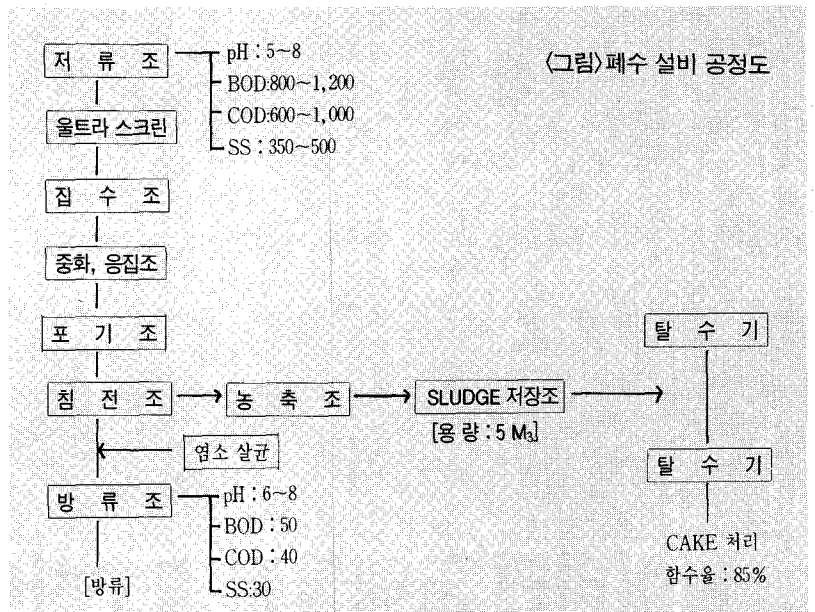 〈그림〉폐수 설비 공정도
저 류 조
pH : 5~8
BOD:800~1,200
COD:600~1,000
SS : 350~500
울트라 스크린
집 수 조
중화, 응집조
포 기 조
침 전 조
농 축 조
SLUDGE 저장조
[용 량 : 5 M₃]
탈 수 기
탈 수 기
CAKE 처리
함수율 : 85%
염소 살균
방 류 조
pH : 6~8
BOD : 50
COD : 40
SS:30
[방류]